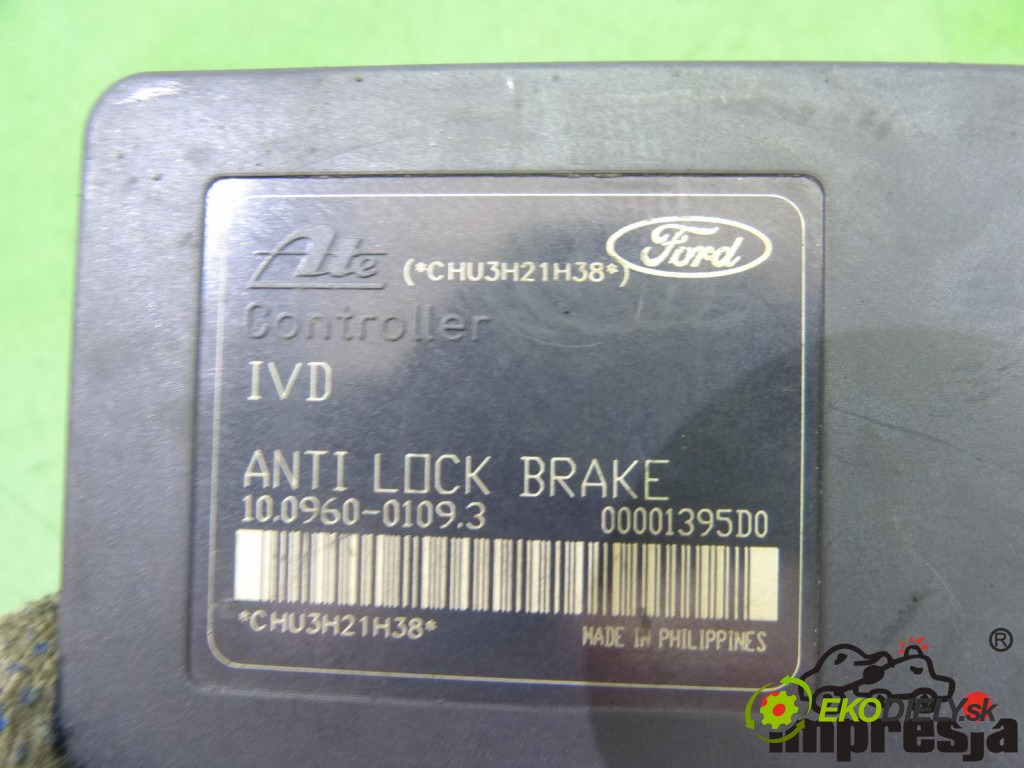 Ate (*CHU3H21H38*) Ford
Controller
IVD
ANTI LOCK BRAKE
10.0960-0109.3 00001395D0
*CHU3H21H38* MADE IN PHILIPPINES
®
EKODIELY.sk
impresja